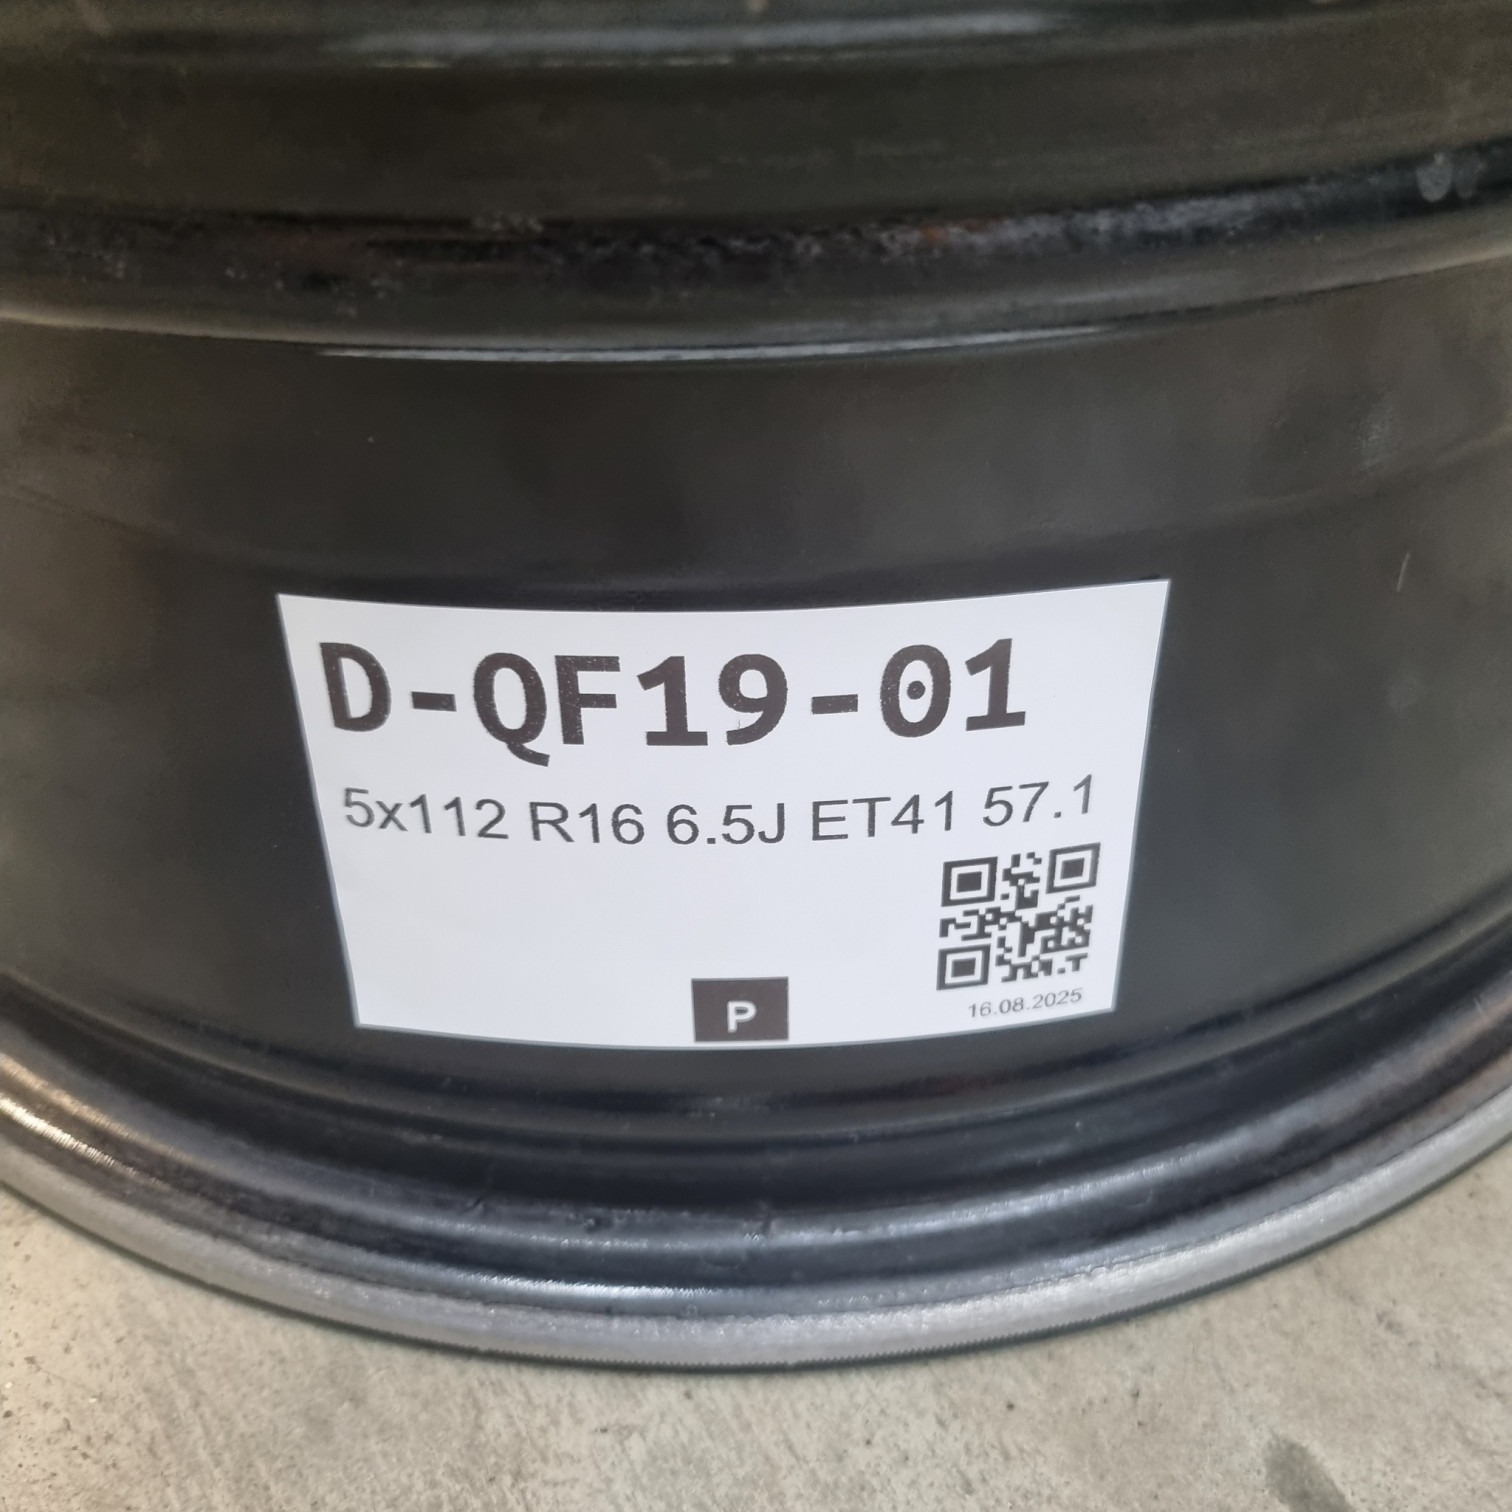 D-QF19-01
5x112 R16 6.5J ET41 57.1
P
16.08.2025